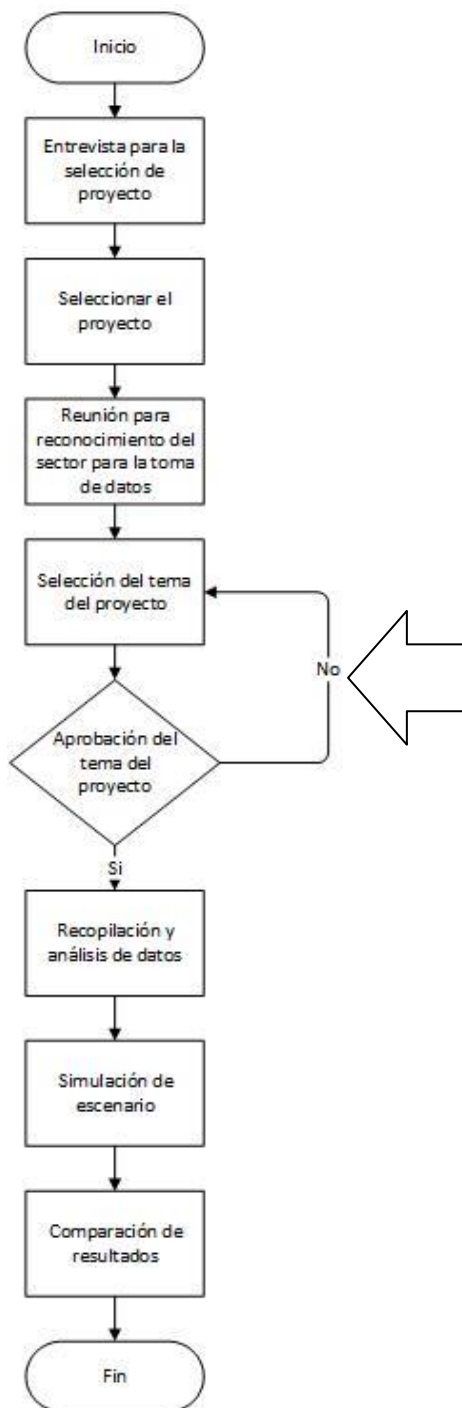 Inicio
Entrevista para la
selección de
proyecto
Seleccionar el
proyecto
Reunión para
reconocimiento del
sector para la toma
de datos
Selección del tema
del proyecto
No
Aprobación del
tema del
proyecto
Si
Recopilación y
análisis de datos
Simulación de
escenario
Comparación de
resultados
Fin